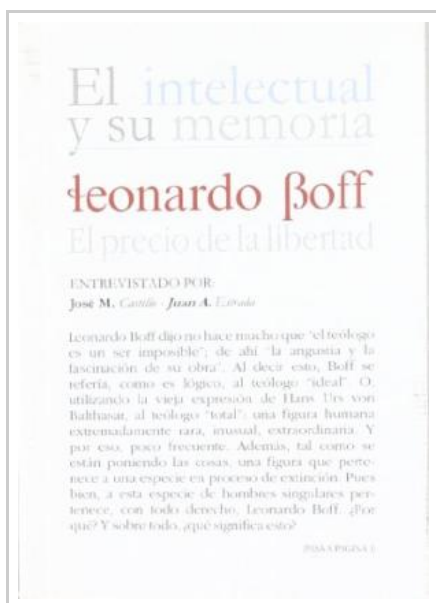 El intelectual
y su memoria
Leonardo Boff
El precio de la libertad
ENTREVISTADO POR:
José M. Castillo - Juan A. Estrada
Leonardo Boff dijo no hace mucho que "el teólogo
es un ser imposible"; de ahí "la angustia y la
fascinación de su obra". Al decir esto, Boff se
refería, como es lógico, al teólogo "ideal". O,
utilizando la vieja expresión de Hans Urs von
Balthasar, al teólogo "total": una figura humana
extremadamente rara, inusual, extraordinaria. Y
por eso, poco frecuente. Además, tal como se
están poniendo las cosas, una figura que perte-
nece a una especie en proceso de extinción. Pues
bien, a esta especie de hombres singulares per-
tenece, con todo derecho, Leonardo Boff. ¿Por
qué? Y sobre todo, ¿qué significa esto?